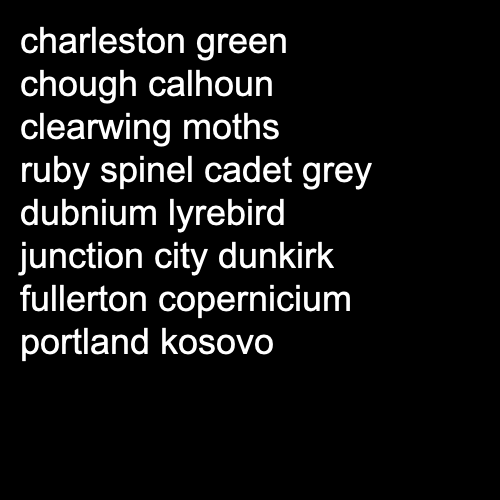 charleston green
chough calhoun
clearwing moths
ruby spinel cadet grey
dubnium lyrebird
junction city dunkirk
fullerton copernicium
portland kosovo